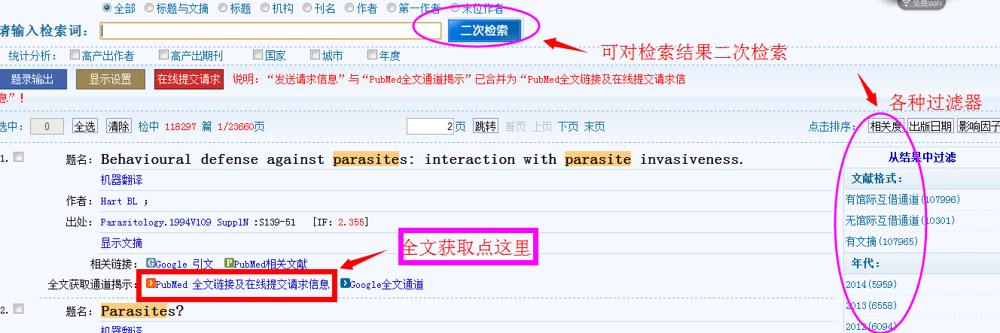 全部 标题与文摘 标题 机构 刊名 作者 第一作者 末位作者
免费WiFi
请输入检索词： 二次检索
可对检索结果二次检索
统计分析： 高产出作者 高产出期刊 国家 城市 年度
题录输出 显示设置 在线提交请求 说明：“发送请求信息”与“PubMed全文通道揭示”已合并为“PubMed全文链接及在线提交请求信
息”！
各种过滤器
选中： 0 全选 清除 检中 118297 篇 1/23660页 2页 跳转 首页 上页 下页 末页 点击排序： 相关度 出版日期 影响因子
1. 题名： Behavioural defense against parasites: interaction with parasite invasiveness.
机器翻译
作者： Hart BL ；
出处： Parasitology.1994V109 SupplN :S139-51 [IF：2.355]
显示文摘
全文获取点这里
相关链接： Google 引文 PubMed相关文献
全文获取通道揭示： PubMed 全文链接及在线提交请求信息 Google全文通道
2. 题名： Parasites?
机器翻译
从结果中过滤
文献格式：
有馆际互借通道(107996)
无馆际互借通道(10301)
有文摘(107965)
年代：
2014(5959)
2013(6558)
2012(6094)